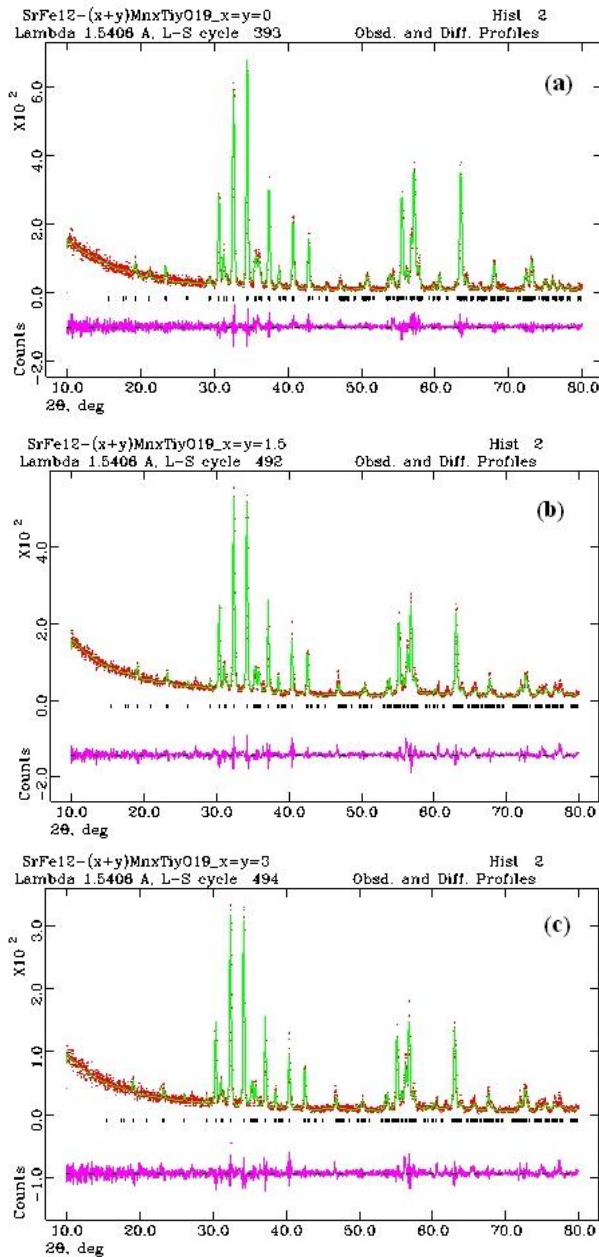 SrFe12-(x+y)MnxTiyO19_x=y=0 Hist 2
Lambda 1.5406 A, L-S cycle 393 Obsd. and Diff. Profiles
(a)
X10 2
6.0
4.0
2.0
0.0
-2.0
Counts
10.0 20.0 30.0 40.0 50.0 60.0 70.0 80.0
2θ, deg
SrFe12-(x+y)MnxTiyO19_x=y=1.5 Hist 2
Lambda 1.5406 A, L-S cycle 492 Obsd. and Diff. Profiles
(b)
X10 2
4.0
2.0
0.0
-2.0
Counts
10.0 20.0 30.0 40.0 50.0 60.0 70.0 80.0
2θ, deg
SrFe12-(x+y)MnxTiyO19_x=y=3 Hist 2
Lambda 1.5406 A, L-S cycle 494 Obsd. and Diff. Profiles
(c)
X10 2
3.0
2.0
1.0
0.0
-1.0
Counts
10.0 20.0 30.0 40.0 50.0 60.0 70.0 80.0
2θ, deg